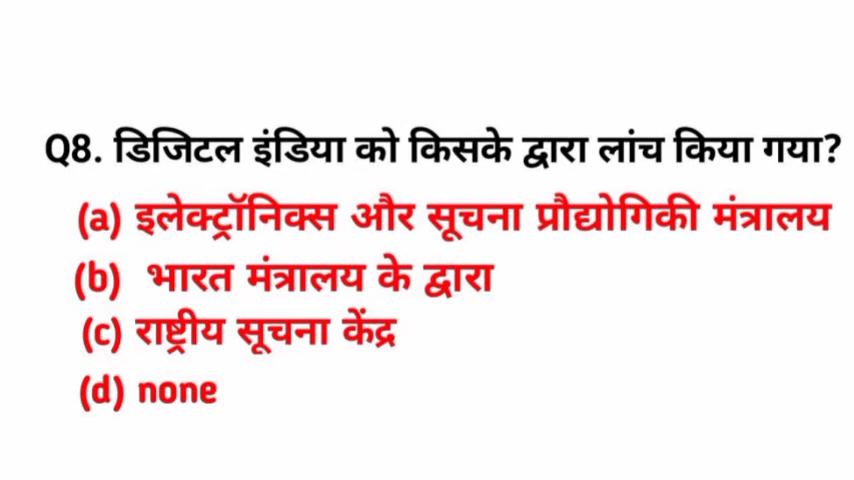 Q8. डिजिटल इंडिया को किसके द्वारा लांच किया गया?
(a) इलेक्ट्रॉनिक्स और सूचना प्रौद्योगिकी मंत्रालय
(b) भारत मंत्रालय के द्वारा
(c) राष्ट्रीय सूचना केंद्र
(d) none